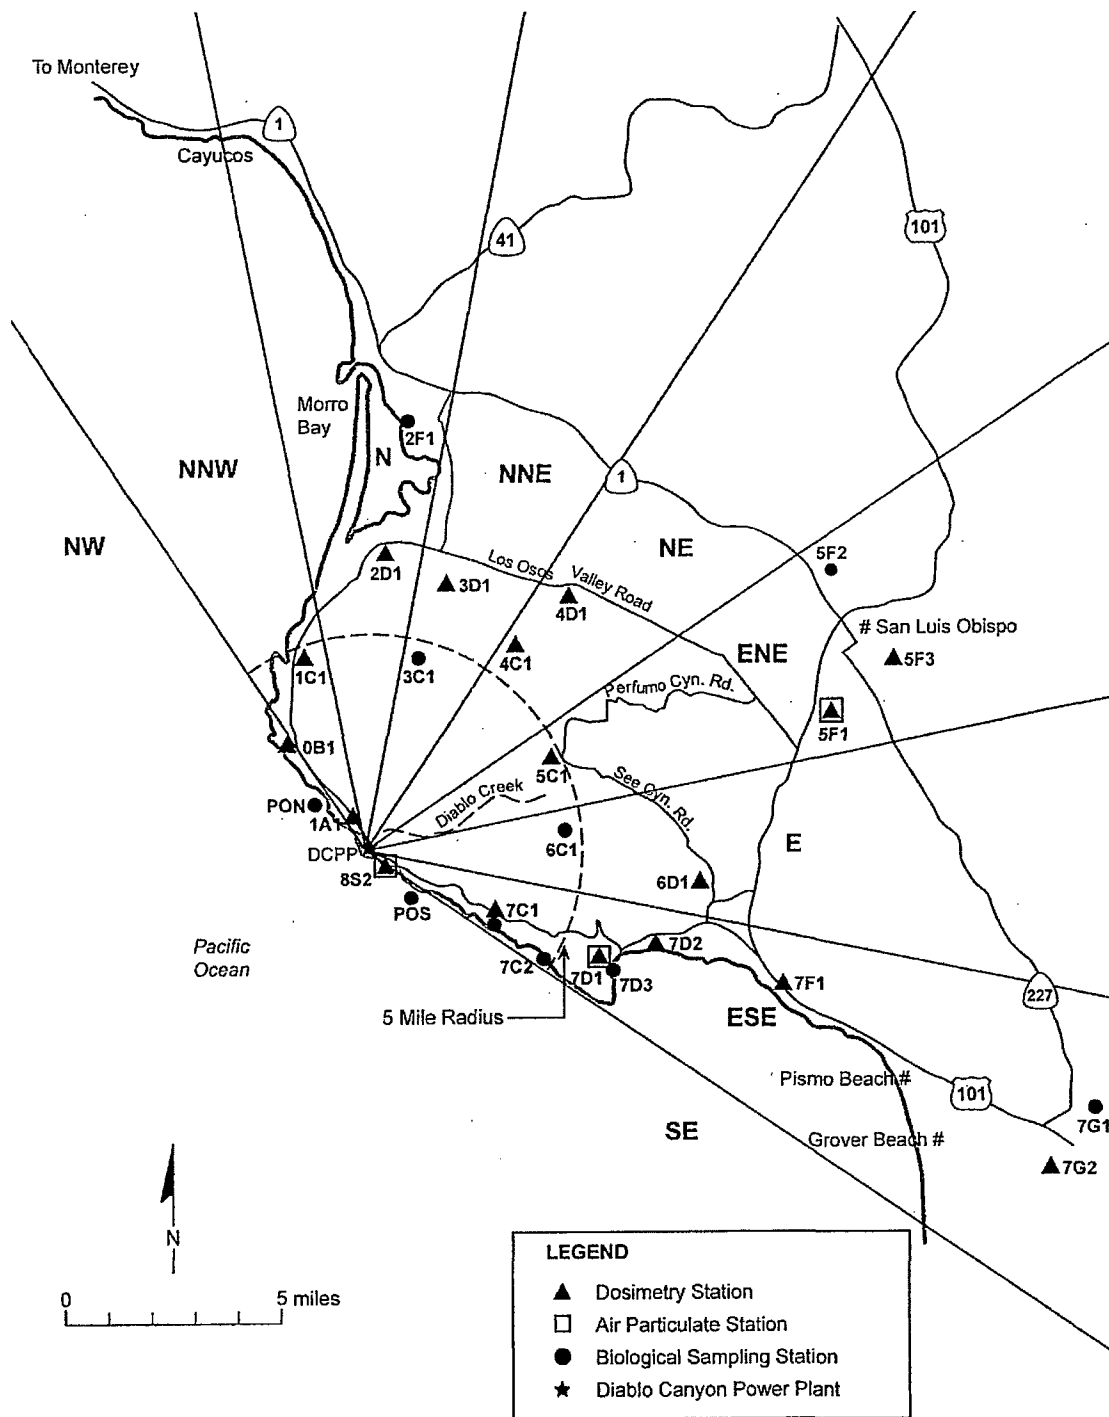 To Monterey
1
Cayucos
41
101
Morro
Bay
2F1
N
NNW
NNE
1
NW
NE
5F2
2D1
3D1
Los Osos
Valley Road
4D1
# San Luis Obispo
5F3
1C1
3C1
4C1
ENE
Perfumo Cyn. Rd.
5F1
0B1
5C1
See Cyn. Rd.
Diablo Creek
PON
1A1
6C1
E
DCPP
8S2
6D1
POS
7C1
Pacific
Ocean
7C2
7D1
7D3
7D2
7F1
227
5 Mile Radius
ESE
Pismo Beach #
101
SE
Grover Beach #
7G1
7G2
N
0
5 miles
LEGEND
Dosimetry Station
Air Particulate Station
Biological Sampling Station
Diablo Canyon Power Plant